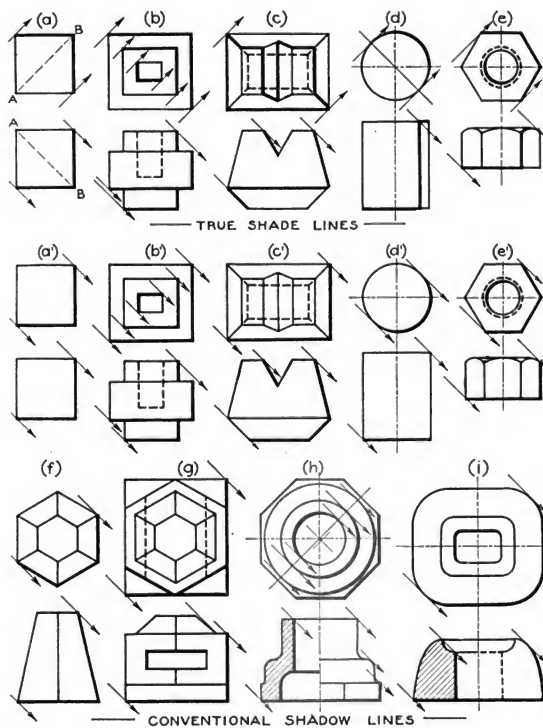 (a) (b) (c) (d) (e)
B
A
A
B
TRUE SHADE LINES
(a') (b') (c') (d') (e')
(f) (g) (h) (i)
CONVENTIONAL SHADOW LINES